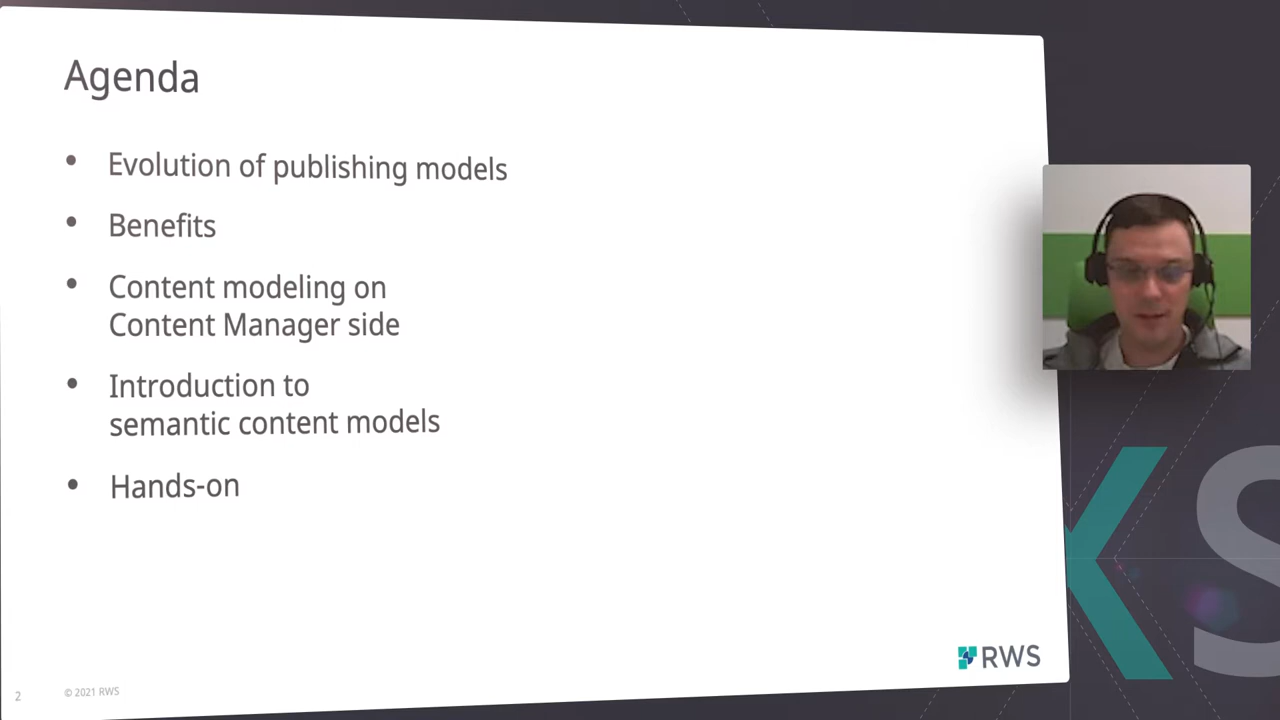 Agenda
• Evolution of publishing models
• Benefits
• Content modeling on
Content Manager side
• Introduction to
semantic content models
• Hands-on
RWS
2
© 2021 RWS
S